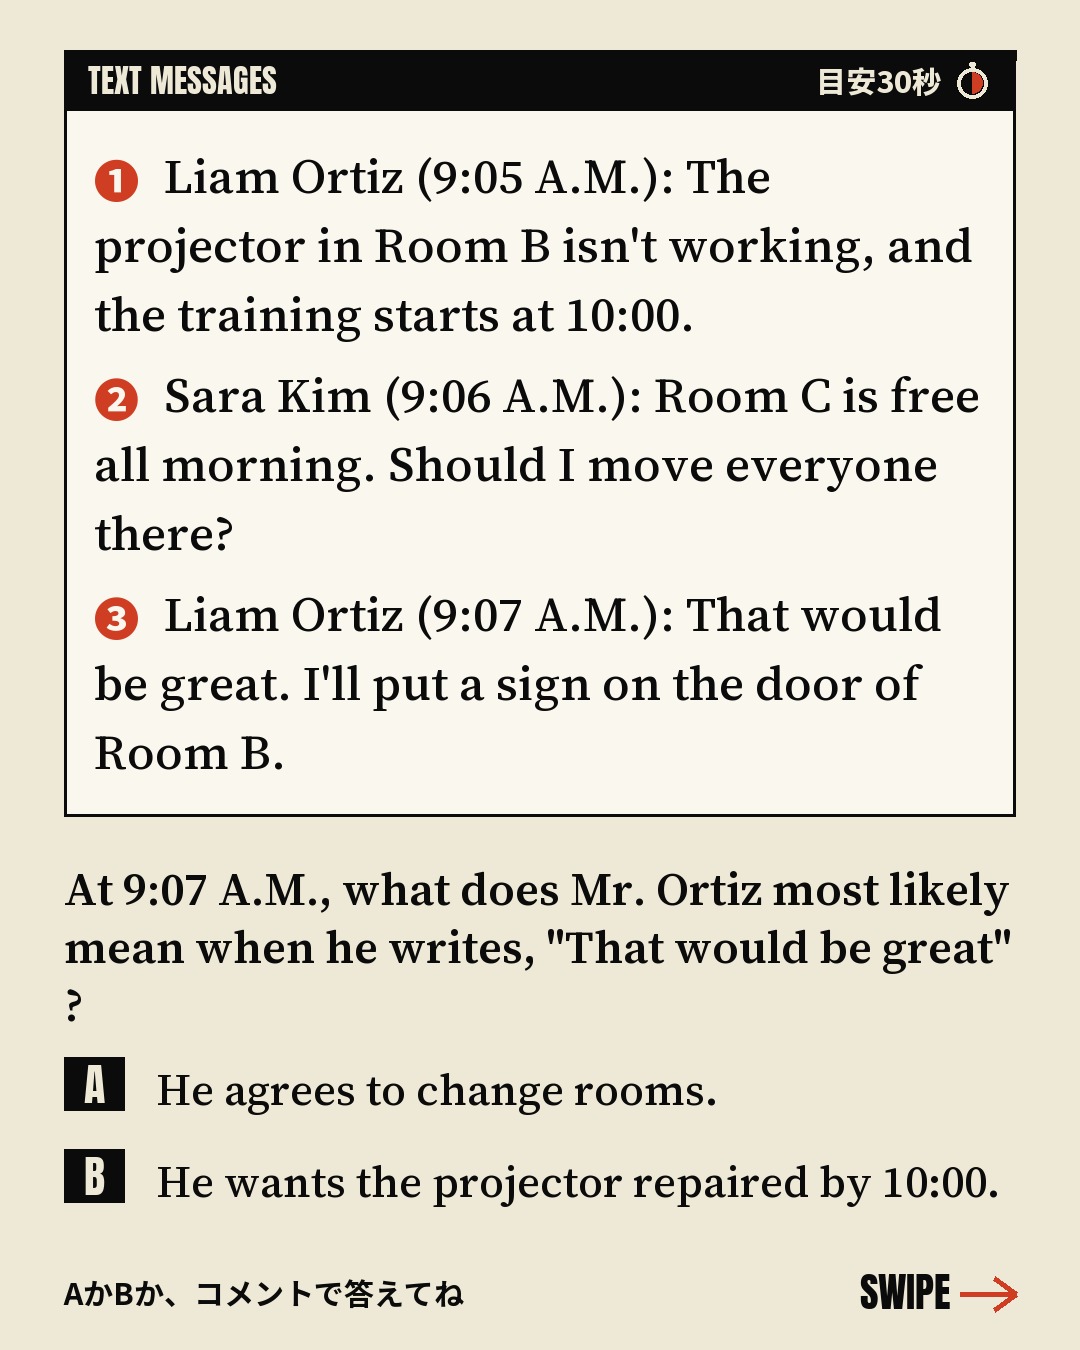 TEXT MESSAGES 目安30秒
1 Liam Ortiz (9:05 A.M.): The
projector in Room B isn't working, and
the training starts at 10:00.
2 Sara Kim (9:06 A.M.): Room C is free
all morning. Should I move everyone
there?
3 Liam Ortiz (9:07 A.M.): That would
be great. I'll put a sign on the door of
Room B.
At 9:07 A.M., what does Mr. Ortiz most likely
mean when he writes, "That would be great"
?
A He agrees to change rooms.
B He wants the projector repaired by 10:00.
AかBか、コメントで答えてね SWIPE